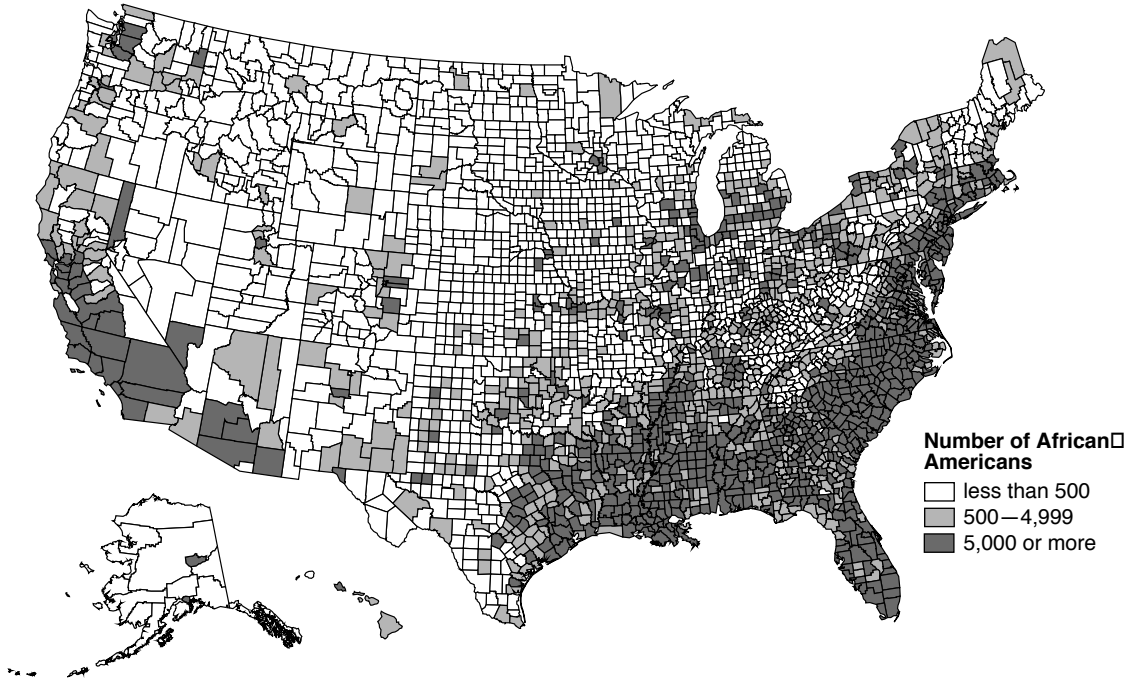 Number of African□
Americans
less than 500
500—4,999
5,000 or more